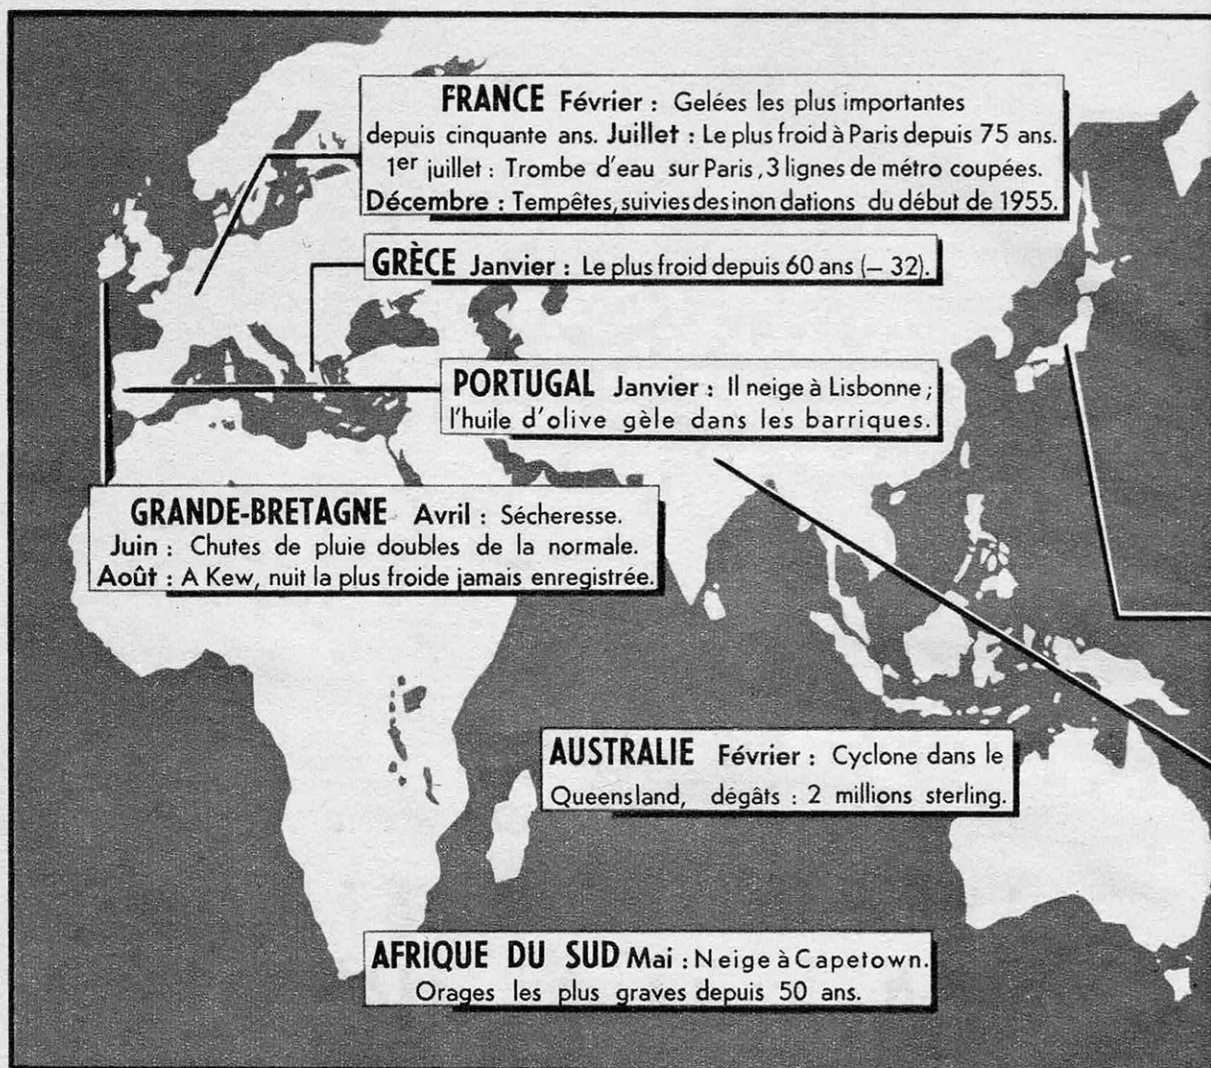 FRANCE Février : Gelées les plus importantes
depuis cinquante ans. Juillet : Le plus froid à Paris depuis 75 ans.
1er juillet : Trombe d'eau sur Paris, 3 lignes de métro coupées.
Décembre : Tempêtes, suivies des inon dations du début de 1955.
GRÈCE Janvier : Le plus froid depuis 60 ans (– 32).
PORTUGAL Janvier : Il neige à Lisbonne ;
l'huile d'olive gèle dans les barriques.
GRANDE-BRETAGNE Avril : Sécheresse.
Juin : Chutes de pluie doubles de la normale.
Août : A Kew, nuit la plus froide jamais enregistrée.
AUSTRALIE Février : Cyclone dans le
Queensland, dégâts : 2 millions sterling.
AFRIQUE DU SUD Mai : Neige à Capetown.
Orages les plus graves depuis 50 ans.